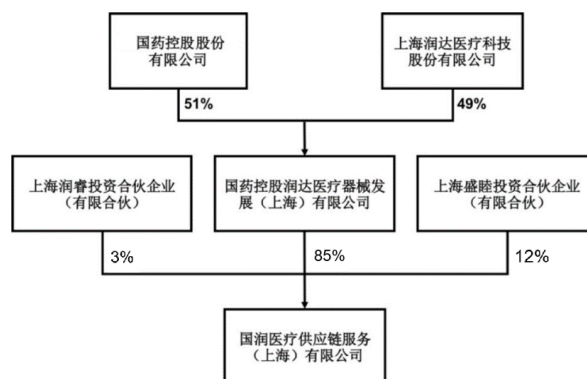 国药控股股份
有限公司
上海润达医疗科技
股份有限公司
51%
49%
上海润睿投资合伙企业
（有限合伙）
国药控股润达医疗器械发
展（上海）有限公司
上海盛睦投资合伙企业
（有限合伙）
3%
85%
12%
国润医疗供应链服务
（上海）有限公司